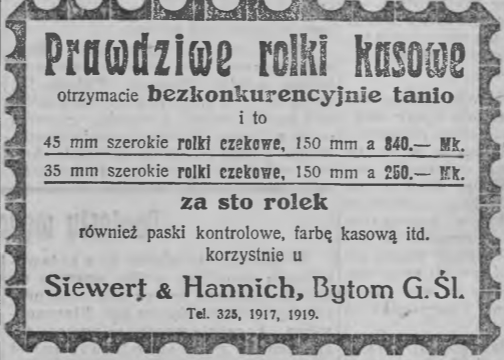 Prawdziwe rolki kasowe
otrzymacie bezkonkurencyjnie tanio
i to
45 mm szerokie rolki czekowe, 150 mm a 840.— Mk.
35 mm szerokie rolki czekowe, 150 mm a 250.— Mk.
za sto rolek
również paski kontrolowe, farbę kasową itd.
korzystnie u
Siewert & Hannich, Bytom G. Śl.
Tel. 325, 1917, 1919.